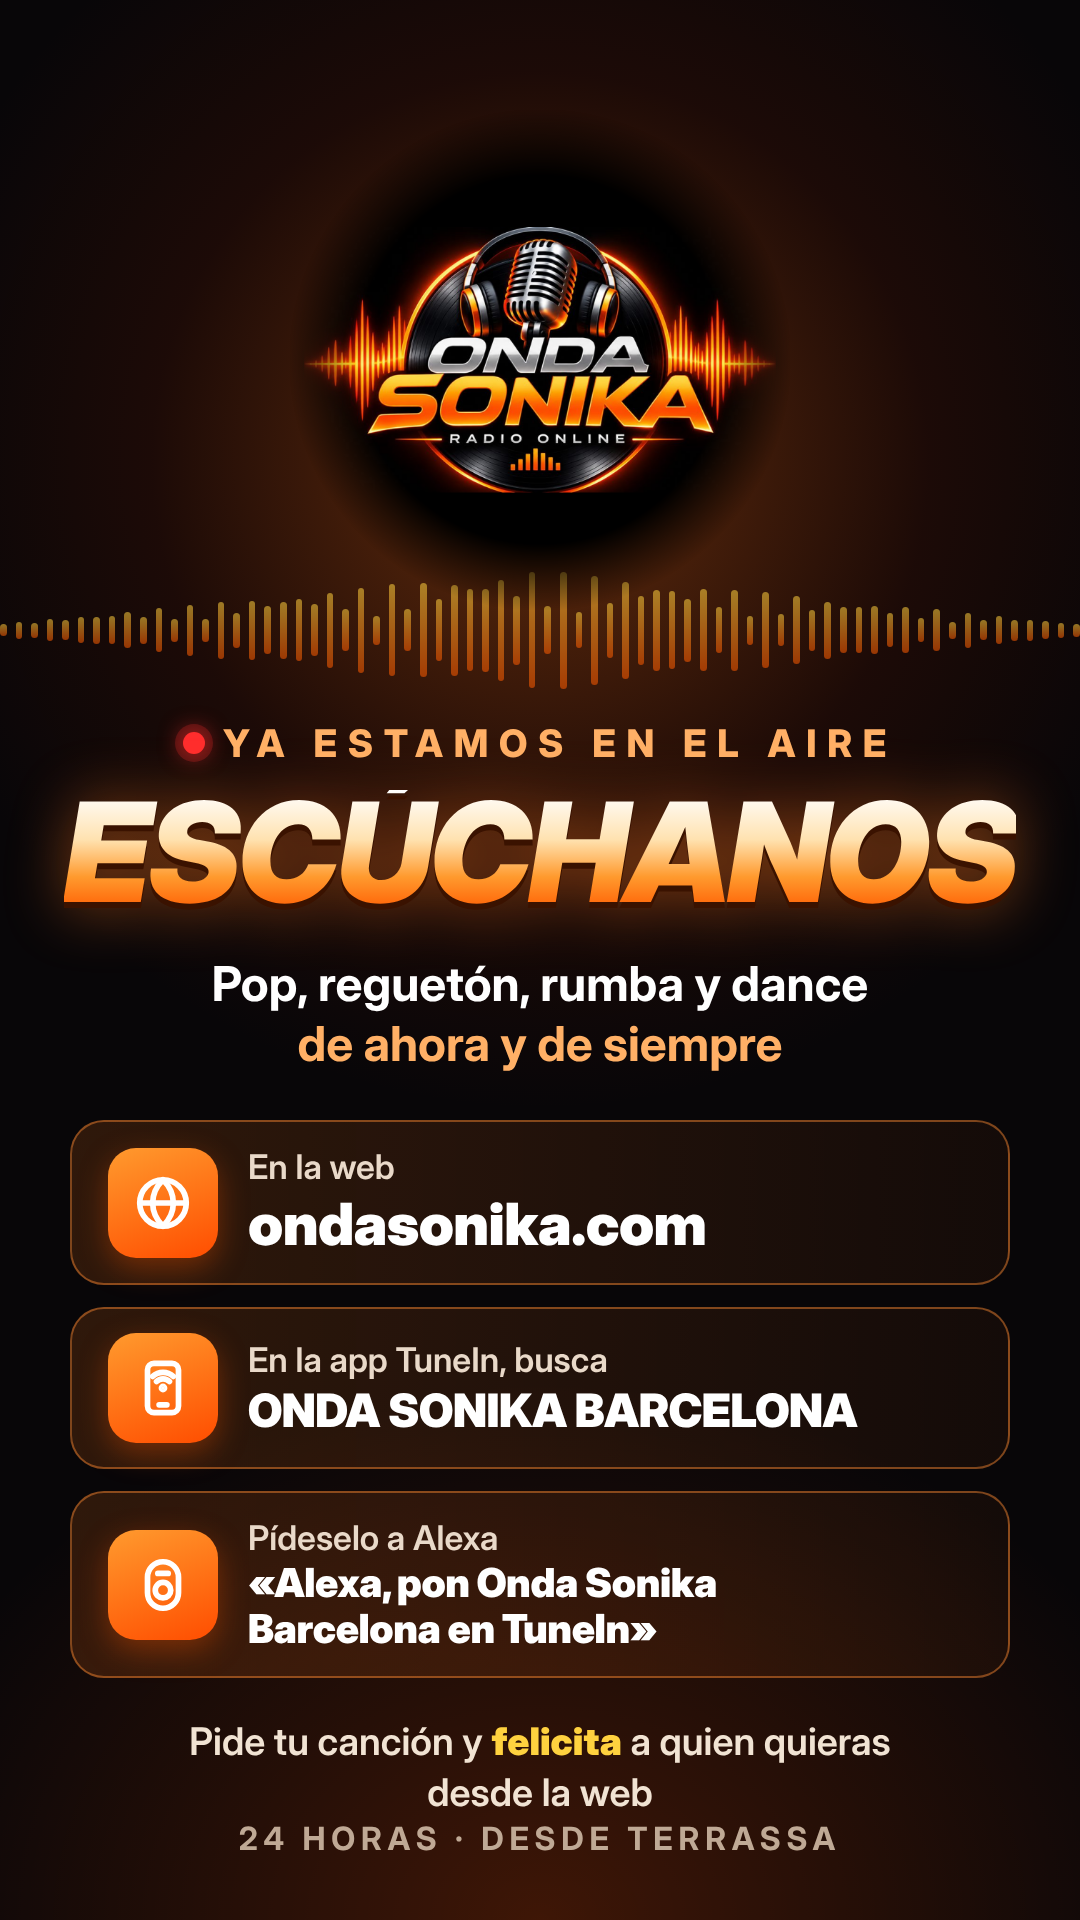 ONDA
SONIKA
RADIO ONLINE
YA ESTAMOS EN EL AIRE
ESCÚCHANOS
Pop, reguetón, rumba y dance
de ahora y de siempre
En la web
ondasonika.com
En la app TuneIn, busca
ONDA SONIKA BARCELONA
Pídeselo a Alexa
«Alexa, pon Onda Sonika
Barcelona en TuneIn»
Pide tu canción y felicita a quien quieras
desde la web
24 HORAS · DESDE TERRASSA